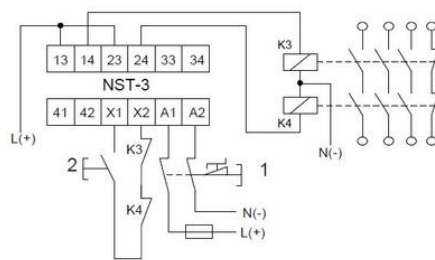 13 14 23 24 33 34
NST-3
41 42 X1 X2 A1 A2
L(+)
K3
K4
N(-)
2
K3
K4
1
N(-)
L(+)